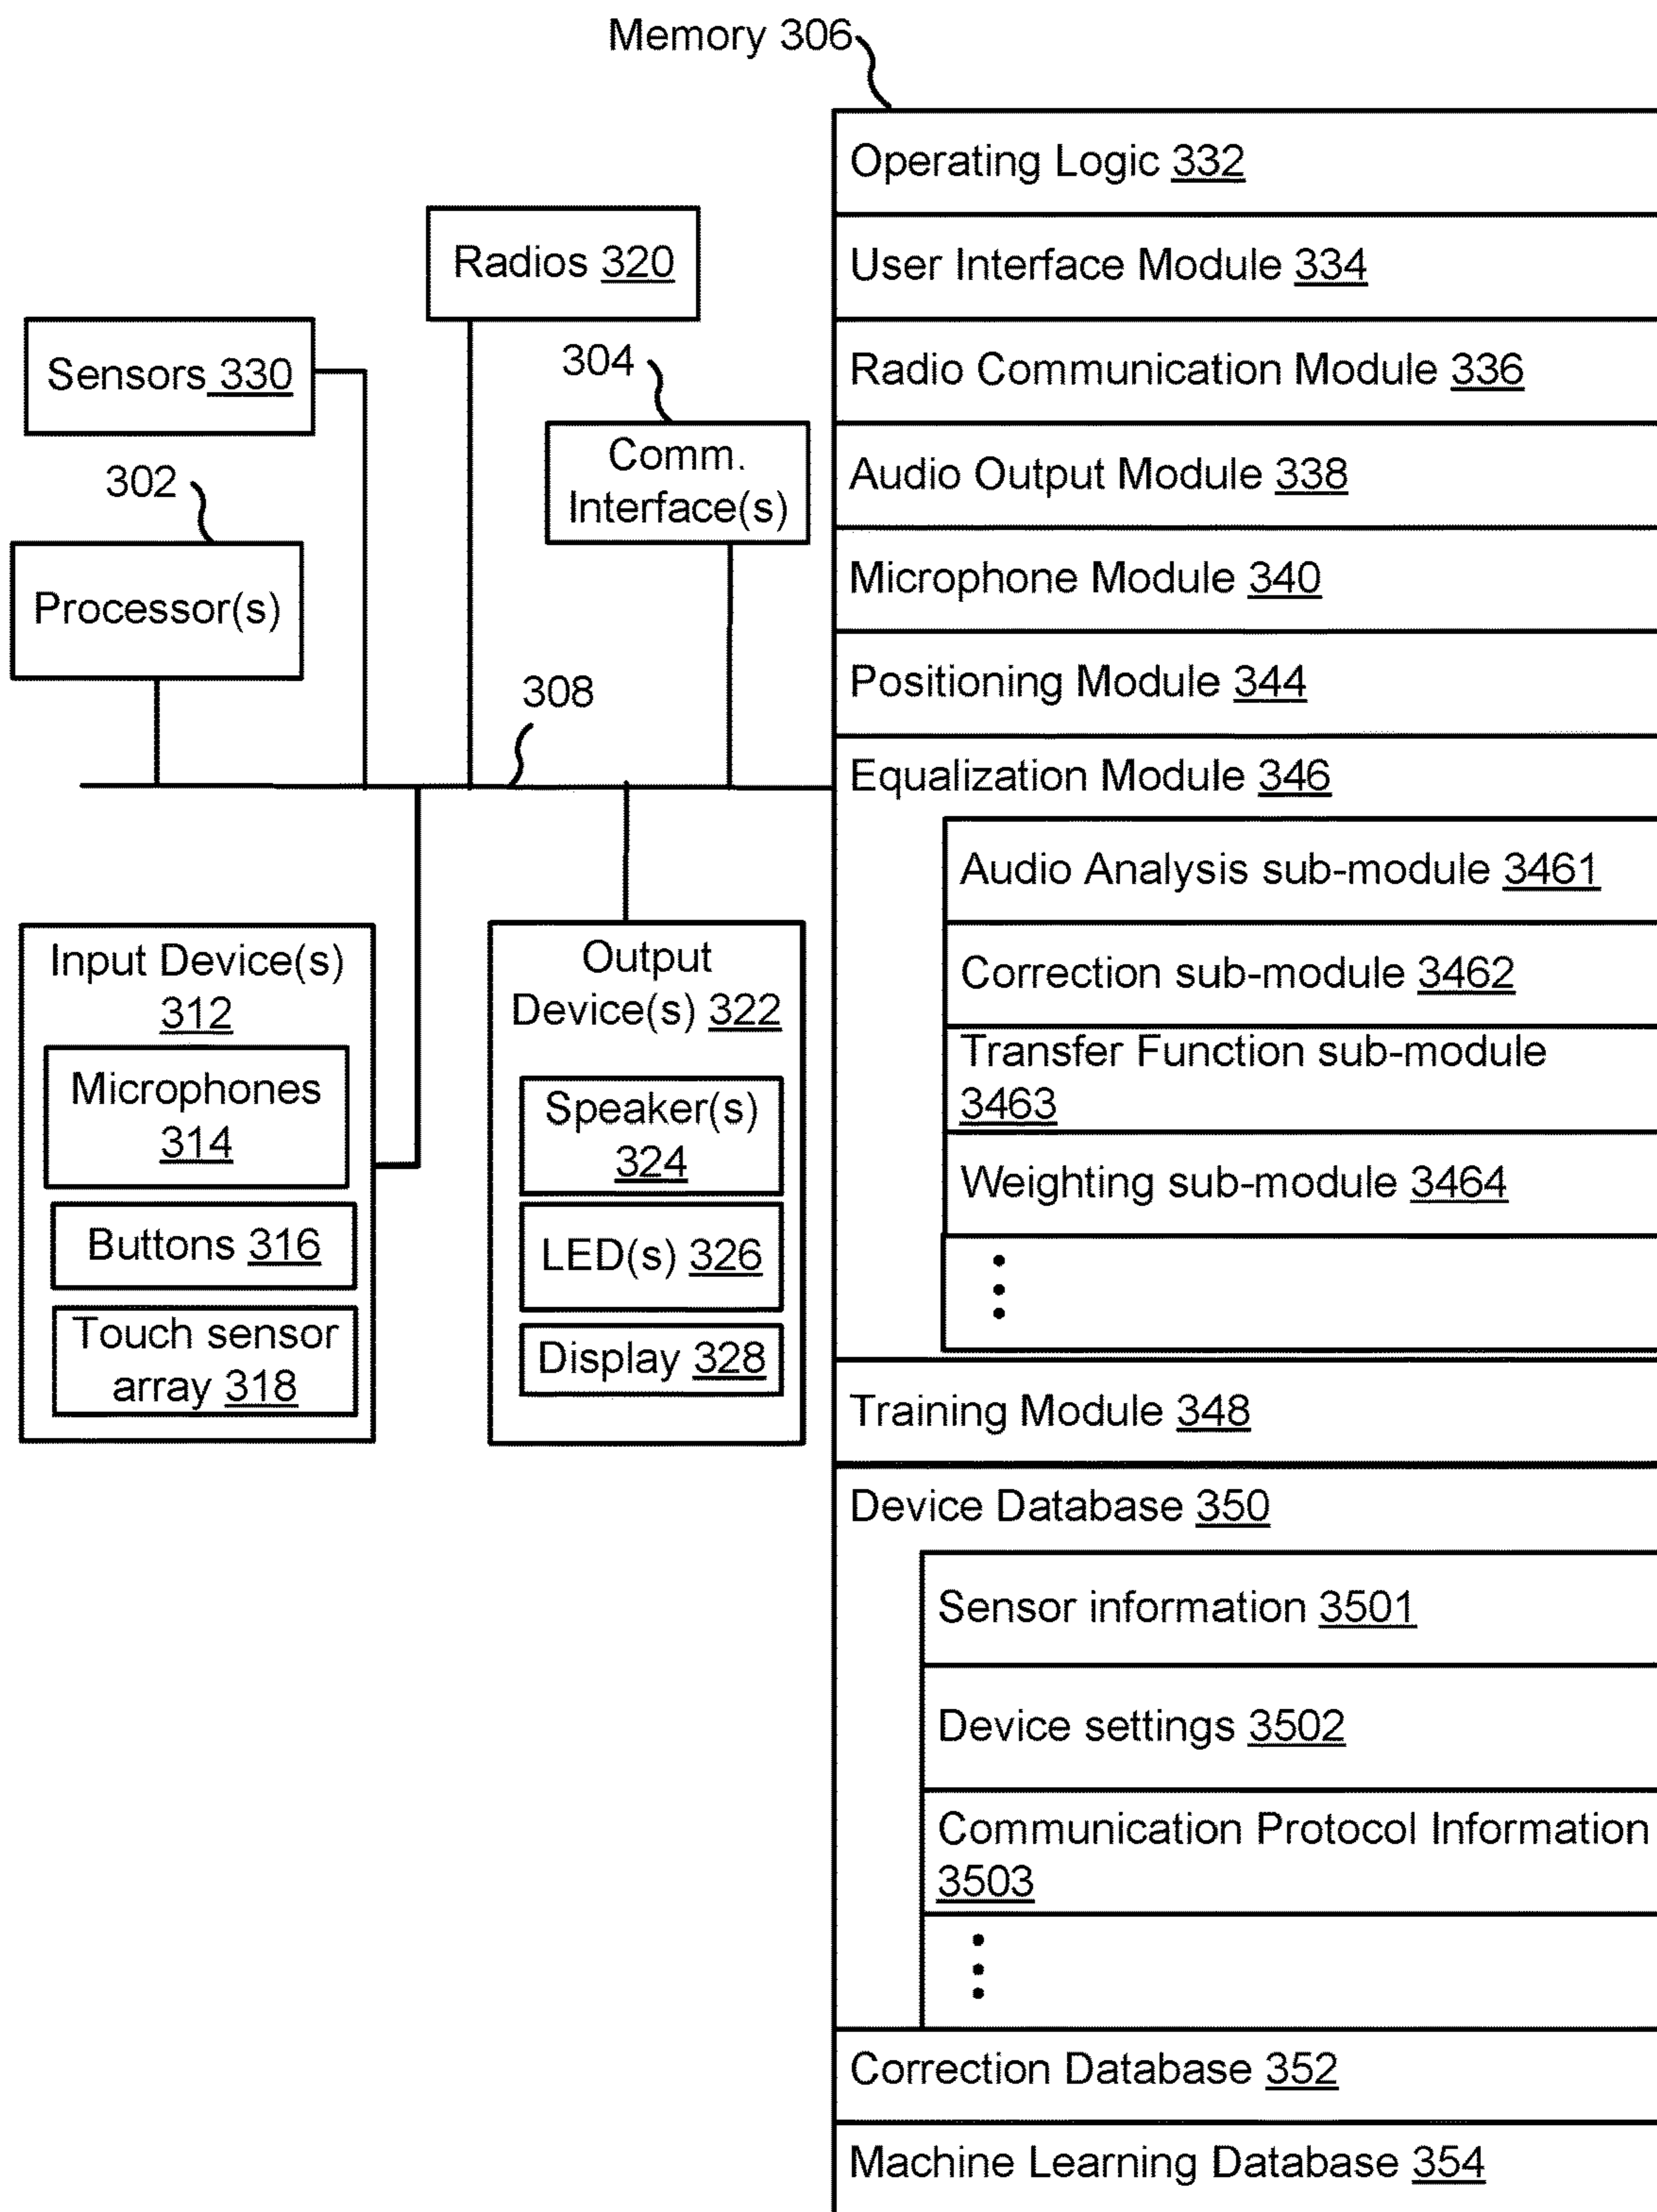 Memory 306
Radios 320
Sensors 330
304
Comm.
Interface(s)
302
Processor(s)
308
Input Device(s)
312
Microphones
314
Buttons 316
Touch sensor
array 318
Output
Device(s) 322
Speaker(s)
324
LED(s) 326
Display 328
Operating Logic 332
User Interface Module 334
Radio Communication Module 336
Audio Output Module 338
Microphone Module 340
Positioning Module 344
Equalization Module 346
Audio Analysis sub-module 3461
Correction sub-module 3462
Transfer Function sub-module
3463
Weighting sub-module 3464
Training Module 348
Device Database 350
Sensor information 3501
Device settings 3502
Communication Protocol Information
3503
Correction Database 352
Machine Learning Database 354